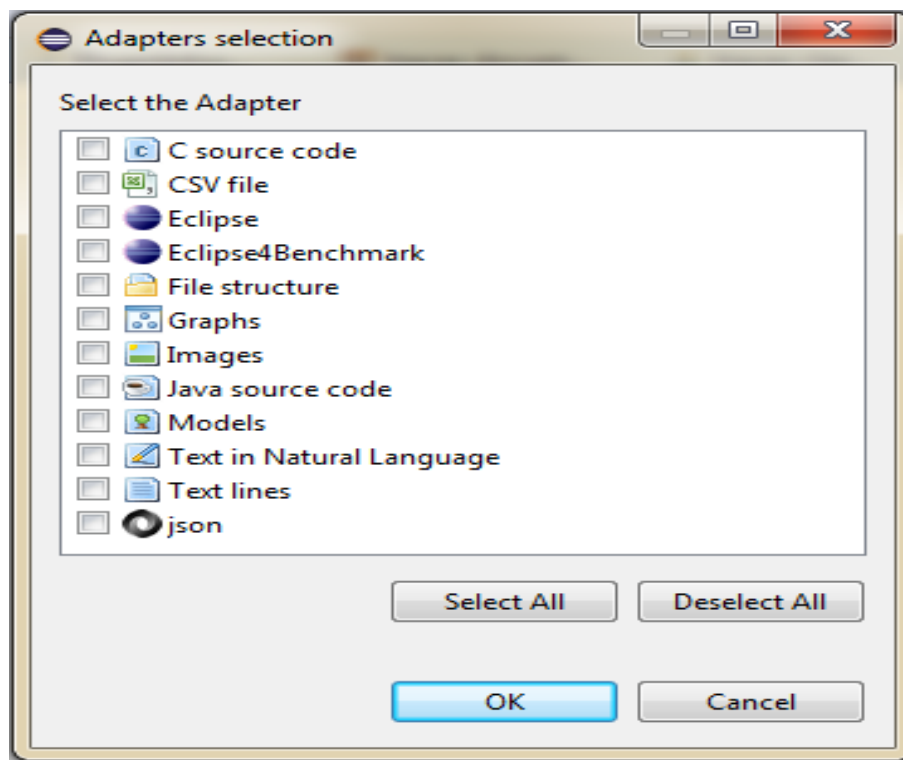 Adapters selection
Select the Adapter
C source code
CSV file
Eclipse
Eclipse4Benchmark
File structure
Graphs
Images
Java source code
Models
Text in Natural Language
Text lines
json
Select All Deselect All
OK Cancel